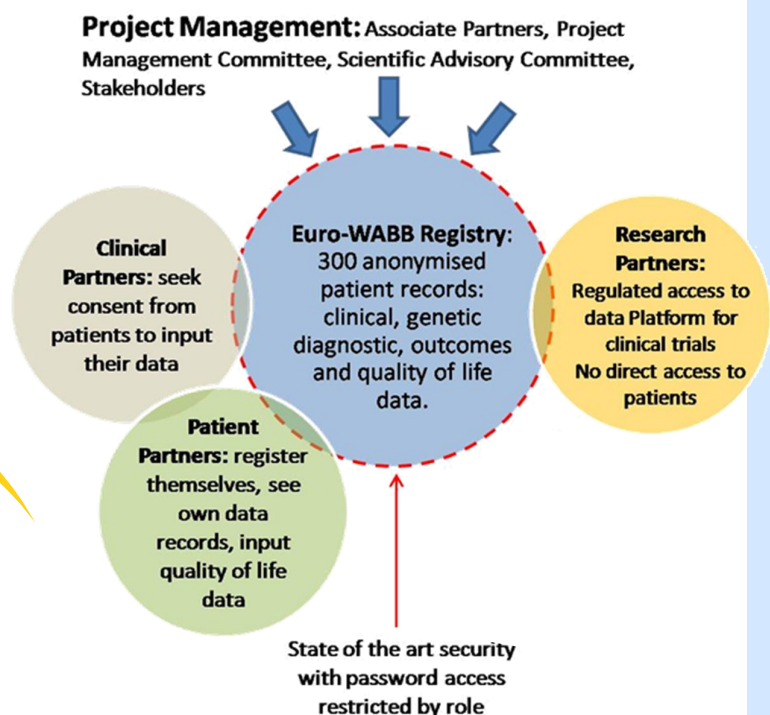 Project Management: Associate Partners, Project
Management Committee, Scientific Advisory Committee,
Stakeholders
Clinical
Partners: seek
consent from
patients to input
their data
Euro-WABB Registry:
300 anonymised
patient records:
clinical, genetic
diagnostic, outcomes
and quality of life
data.
Research
Partners:
Regulated access to
data Platform for
clinical trials
No direct access to
patients
Patient
Partners: register
themselves, see
own data
records, input
quality of life
data
State of the art security
with password access
restricted by role